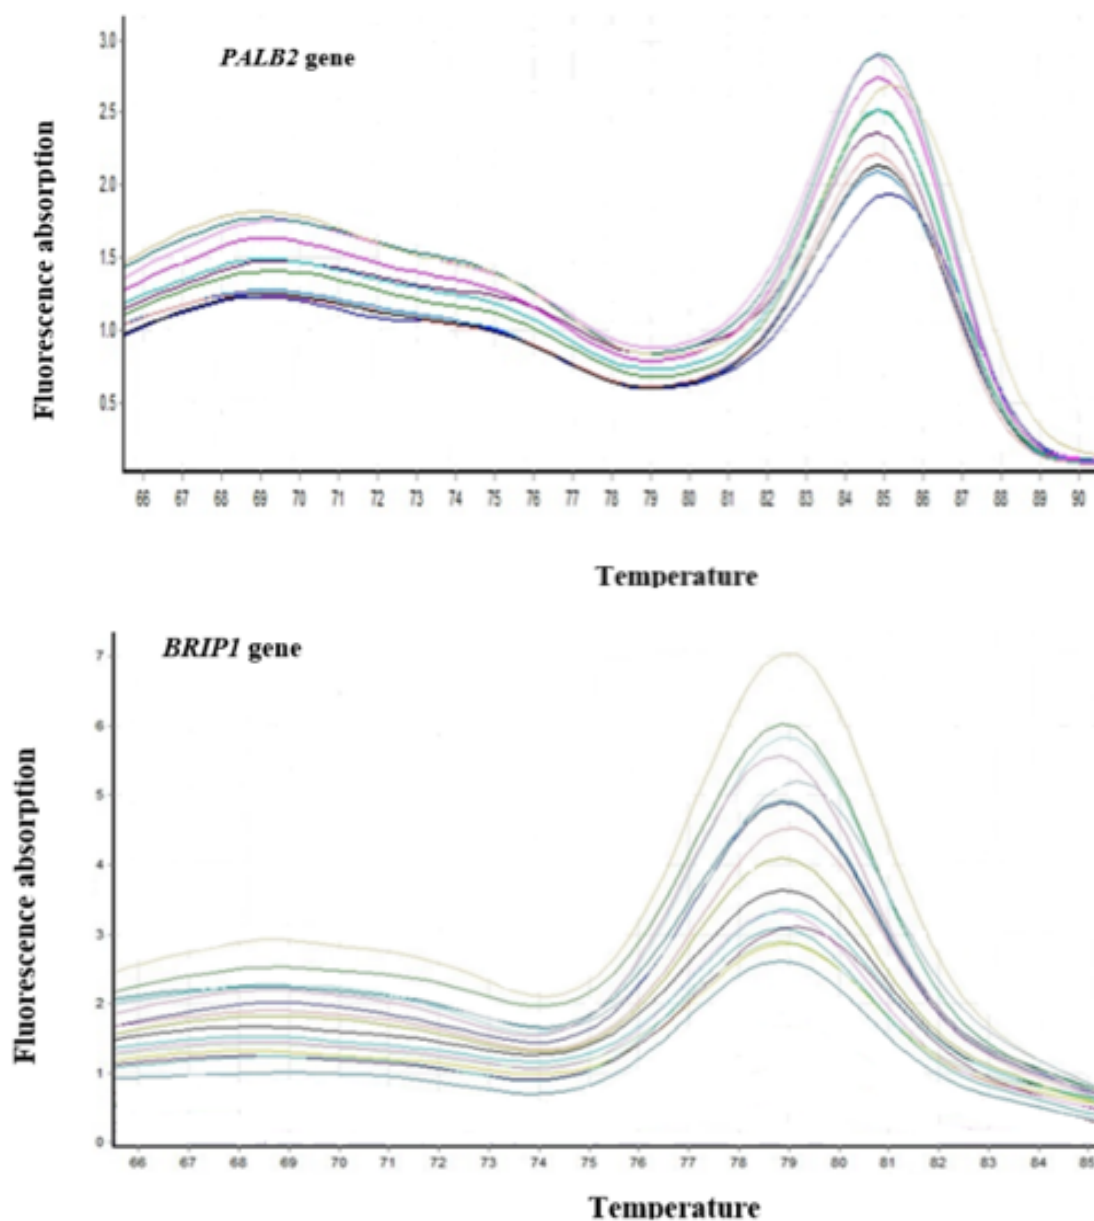 PALB2 gene
Fluorescence absorption
3.0
2.5
2.0
1.5
1.0
0.5
66 67 68 69 70 71 72 73 74 75 76 77 78 79 80 81 82 83 84 85 86 87 88 89 90
Temperature
BRIP1 gene
Fluorescence absorption
7
6
5
4
3
2
1
0
66 67 68 69 70 71 72 73 74 75 76 77 78 79 80 81 82 83 84 85
Temperature